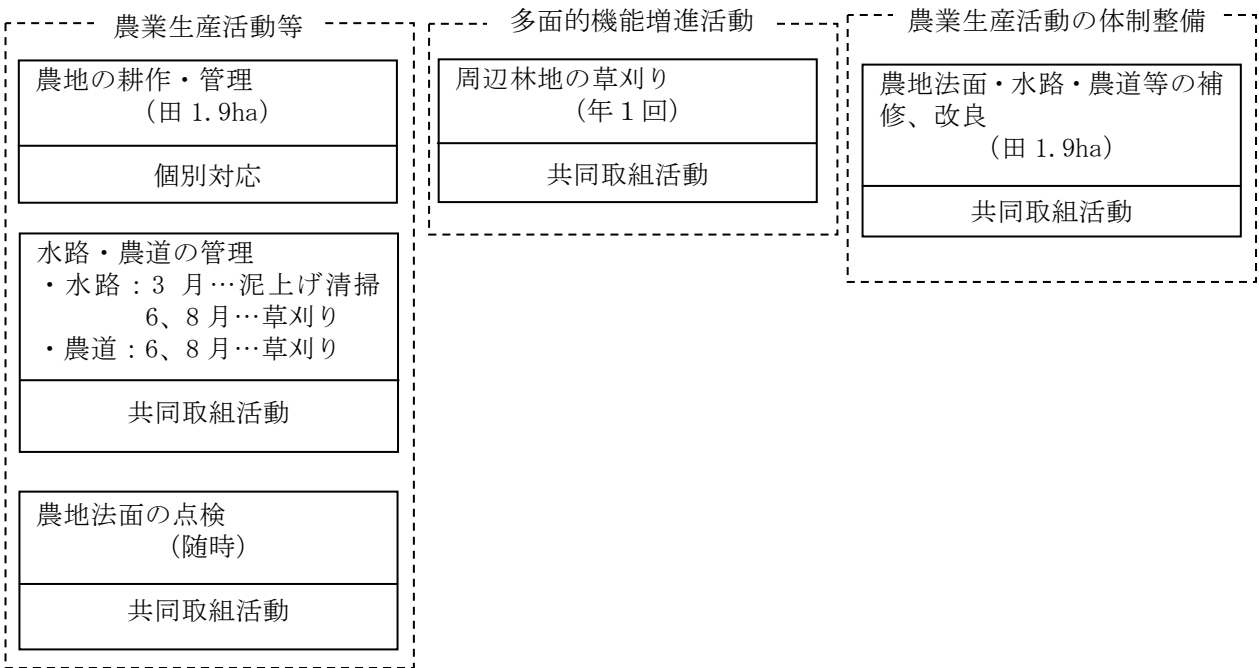 農業生産活動等
農地の耕作・管理
(田 1.9ha)
個別対応
水路・農道の管理
・水路:3 月…泥上げ清掃
6、8 月…草刈り
・農道:6、8 月…草刈り
共同取組活動
農地法面の点検
(随時)
共同取組活動
多面的機能増進活動
周辺林地の草刈り
(年1回)
共同取組活動
農業生産活動の体制整備
農地法面・水路・農道等の補
修、改良
(田 1.9ha)
共同取組活動